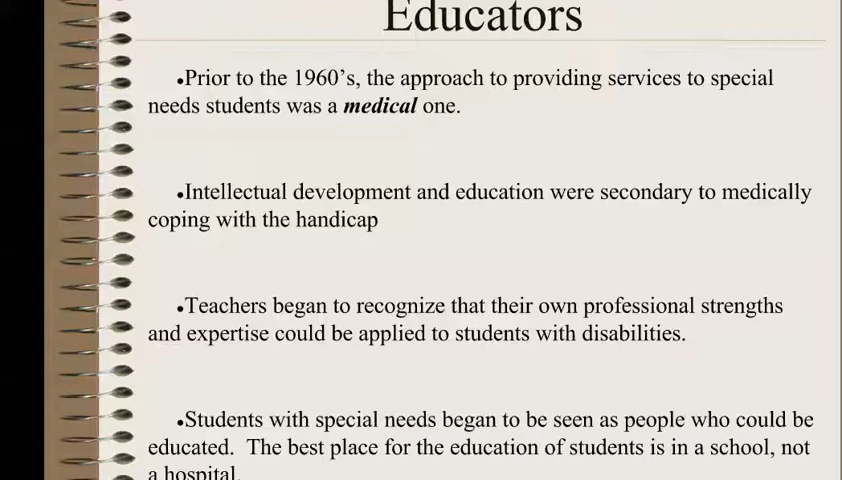 Educators
•Prior to the 1960’s, the approach to providing services to special
needs students was a medical one.
•Intellectual development and education were secondary to medically
coping with the handicap
•Teachers began to recognize that their own professional strengths
and expertise could be applied to students with disabilities.
•Students with special needs began to be seen as people who could be
educated.  The best place for the education of students is in a school, not
a hospital.